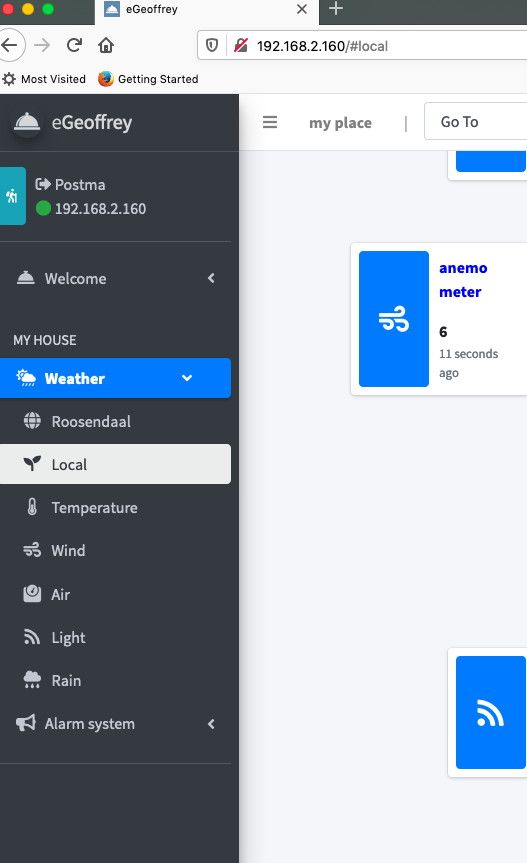 eGeoffrey
192.168.2.160/#local
Most Visited
Getting Started
eGeoffrey
my place
|
Go To
Postma
192.168.2.160
Welcome
MY HOUSE
Weather
Roosendaal
Local
Temperature
Wind
Air
Light
Rain
Alarm system
anemo
meter
6
11 seconds
ago